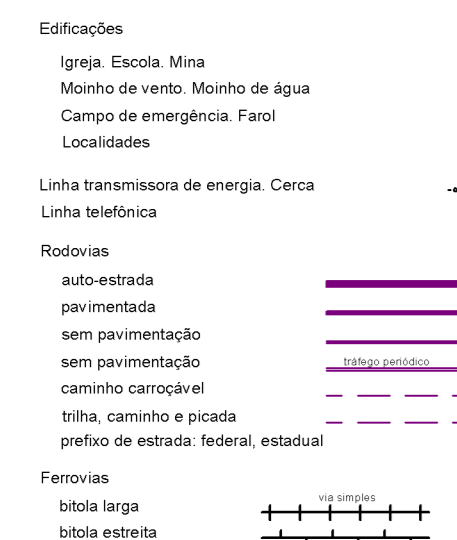 Edificações
Igreja. Escola. Mina
Moinho de vento. Moinho de água
Campo de emergência. Farol
Localidades
Linha transmissora de energia. Cerca
Linha telefônica
Rodovias
auto-estrada
pavimentada
sem pavimentação
sem pavimentação tráfego periódico
caminho carroçável
trilha, caminho e picada
prefixo de estrada: federal, estadual
Ferrovias
bitola larga via simples
bitola estreita